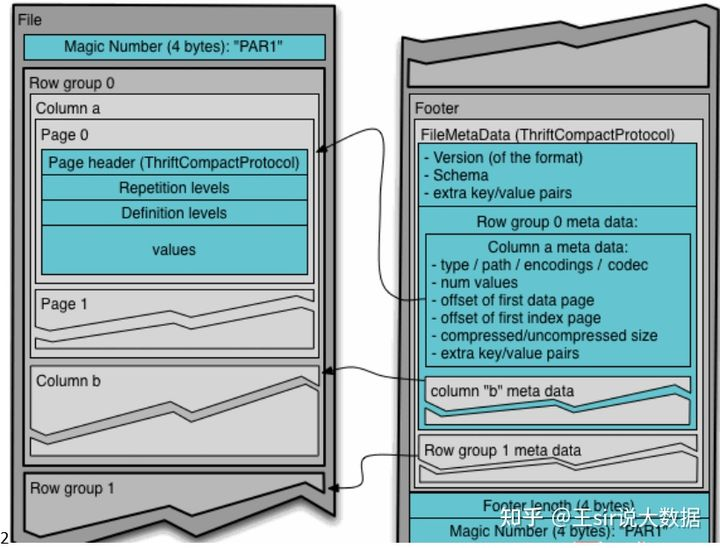 File
Magic Number (4 bytes): "PAR1"
Row group 0
Column a
Page 0
Page header (ThriftCompactProtocol)
Repetition levels
Definition levels
values
Page 1
Column b
Row group 1
Footer
FileMetaData (ThriftCompactProtocol)
- Version (of the format)
- Schema
- extra key/value pairs
Row group 0 meta data:
Column a meta data:
- type / path / encodings / codec
- num values
- offset of first data page
- offset of first index page
- compressed/uncompressed size
- extra key/value pairs
column "b" meta data
Row group 1 meta data
Footer length (4 bytes)
Magic Number (4 bytes): "PAR1"
知乎 @王sir说大数据
2